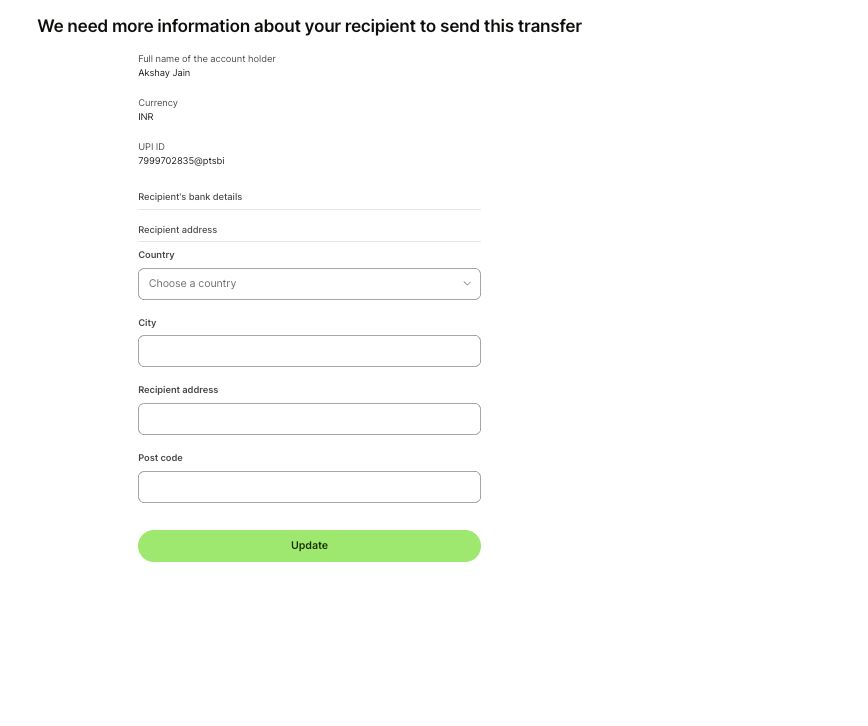 We need more information about your recipient to send this transfer
Full name of the account holder
Akshay Jain
Currency
INR
UPI ID
7999702835@ptsbi
Recipient's bank details
Recipient address
Country
Choose a country
City
Recipient address
Post code
Update